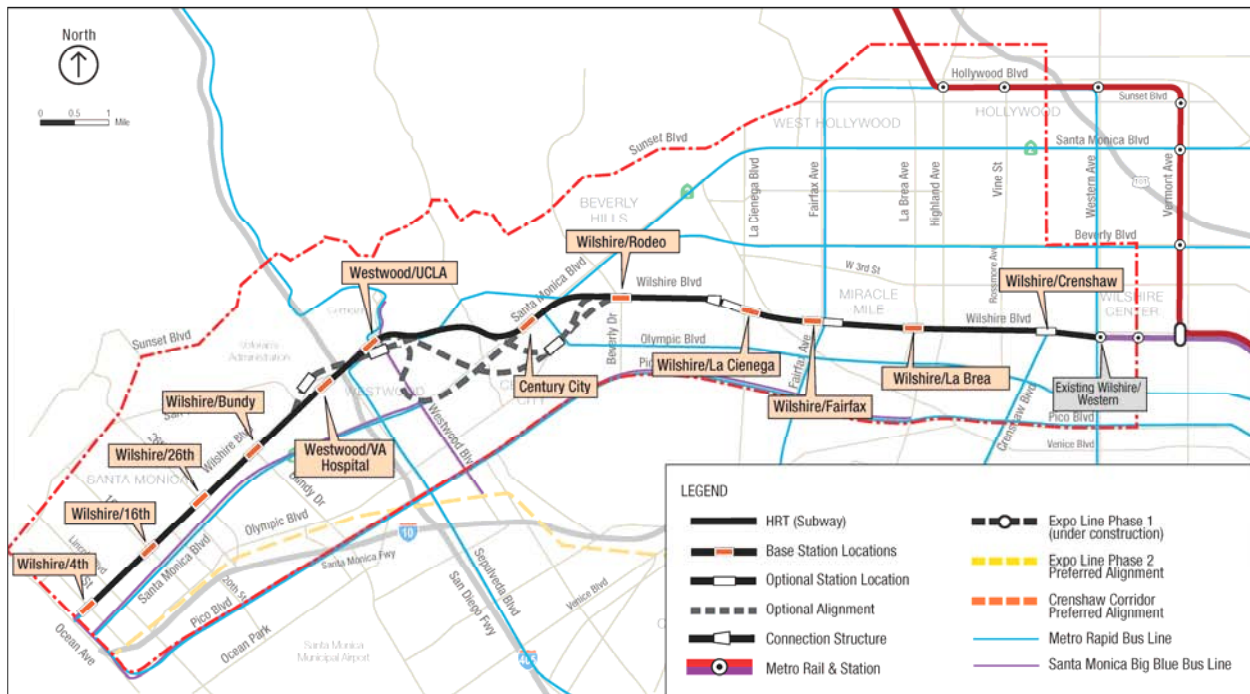 North
0 0.5 1
Mile
Hollywood Blvd
HOLLYWOOD
Sunset Blvd
WEST HOLLYWOOD
Santa Monica Blvd
Sunset Blvd
101
La Cienega Blvd
Fairfax Ave
La Brea Ave
Highland Ave
Vine St
Western Ave
Vermont Ave
BEVERLY
HILLS
Beverly Blvd
Wilshire/Rodeo
W 3rd St
Rossmore Ave
Westwood/UCLA
Santa Monica Blvd
Wilshire Blvd
Wilshire/Crenshaw
MIRACLE
MILE
WILSHIRE
CENTER
Wilshire Blvd
Sunset Blvd
Beverly Dr
Olympic Blvd
Fairfax Ave
Wilshire/La Cienega
Century City
Wilshire/La Brea
Existing Wilshire/
Western
Wilshire/Fairfax
WESTWOOD
Wilshire/Bundy
Wilshire Blvd
Westwood/VA
Hospital
Westwood Blvd
Crenshaw Blvd
Pico Blvd
Venice Blvd
Wilshire/26th
SANTA MONICA
Bundy Dr
Wilshire/16th
Olympic Blvd
10
Santa Monica Fwy
Wilshire/4th
Santa Monica Blvd
20th St
Sepulveda Blvd
San Diego Fwy
Venice Blvd
Pico Blvd
Ocean Park
Ocean Ave
Santa Monica
Municipal Airport
405
LEGEND
HRT (Subway)
Base Station Locations
Optional Station Location
Optional Alignment
Connection Structure
Metro Rail & Station
Expo Line Phase 1
(under construction)
Expo Line Phase 2
Preferred Alignment
Crenshaw Corridor
Preferred Alignment
Metro Rapid Bus Line
Santa Monica Big Blue Bus Line